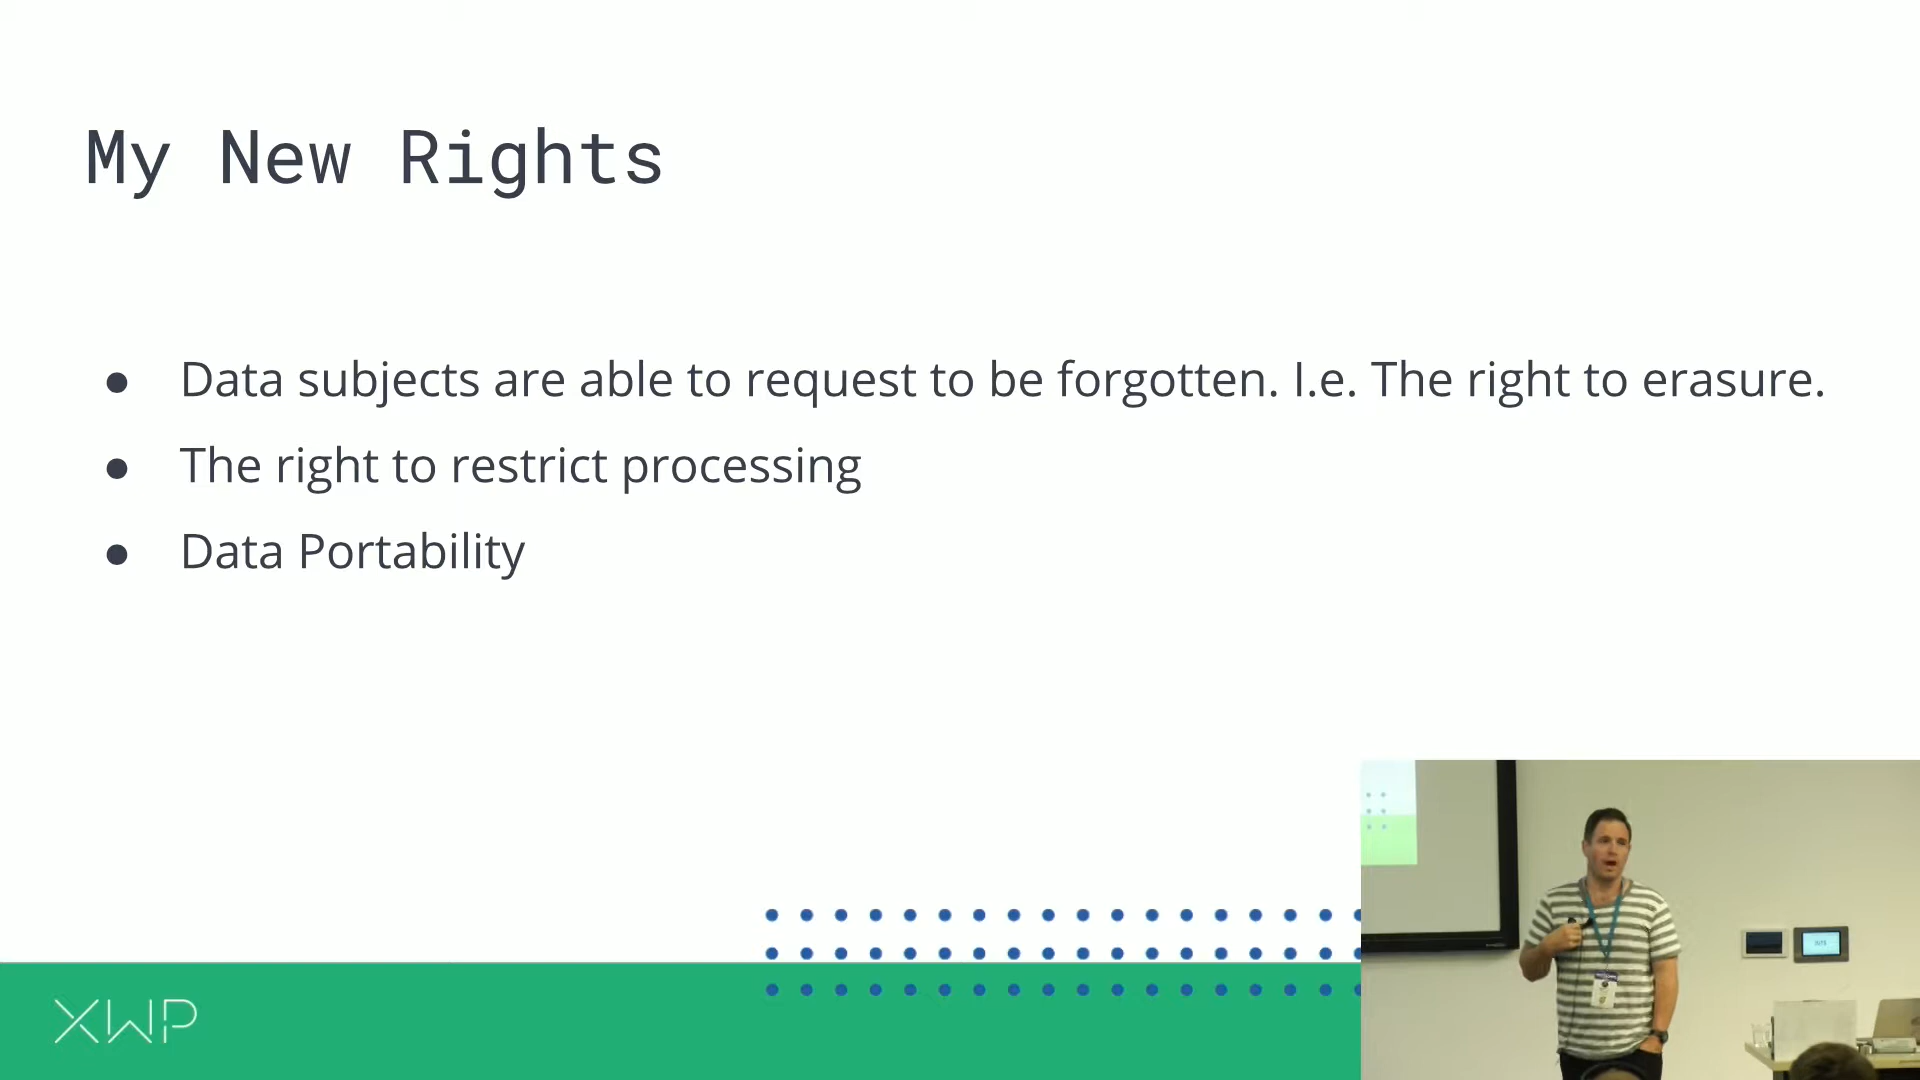 My New Rights
● Data subjects are able to request to be forgotten. I.e. The right to erasure.
● The right to restrict processing
● Data Portability
XWP